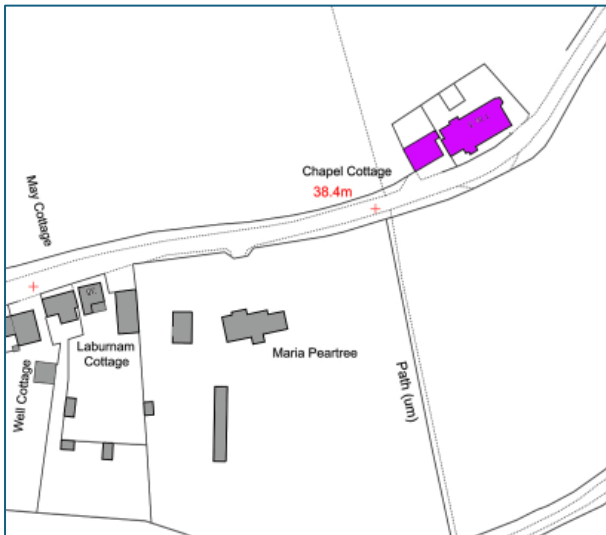 Chapel Cottage
38.4m
May Cottage
Laburnam
Cottage
Maria Peartree
Well Cottage
Path (um)